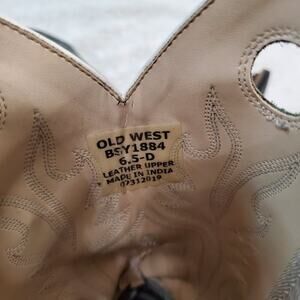 OLD WEST
BSY1884
6.5-D
LEATHER UPPER
MADE IN INDIA
07312019